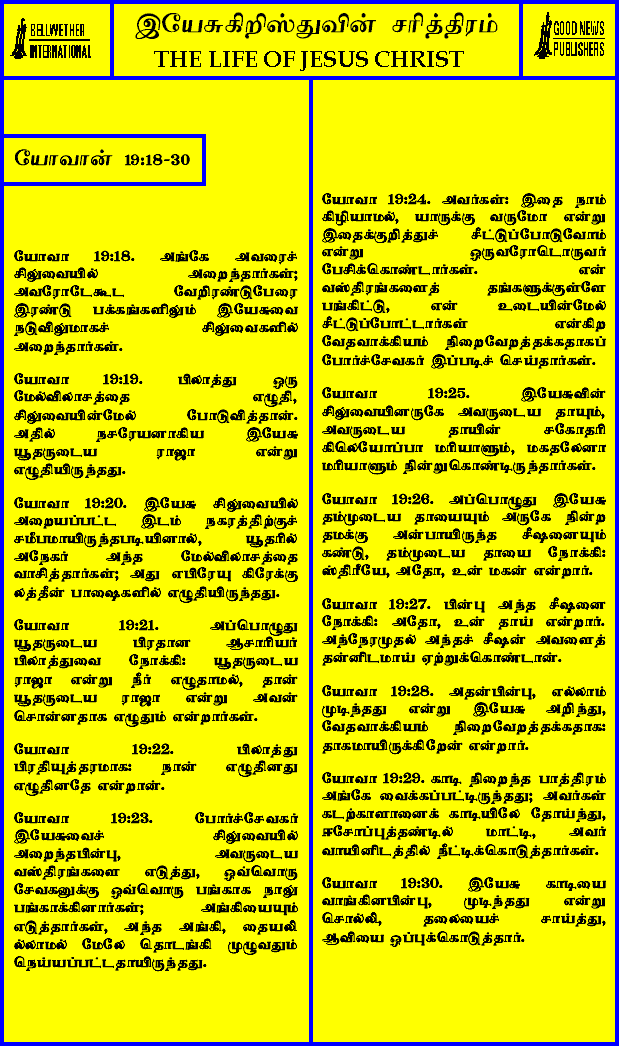 BELLWETHER
INTERNATIONAL
இயேசுகிறிஸ்துவின் சரித்திரம்
THE LIFE OF JESUS CHRIST
GOOD NEWS
PUBLISHERS
யோவான் 19:18-30
யோவா 19:18. அங்கே அவரைச்
சிலுவையில் அறைந்தார்கள்;
அவரோடேகூட வேறிரண்டுபேரை
இரண்டு பக்கங்களிலும் இயேசுவை
நடுவிலுமாகச் சிலுவைகளில்
அறைந்தார்கள்.
யோவா 19:19. பிலாத்து ஒரு
மேல்விலாசத்தை எழுதி,
சிலுவையின்மேல் போடுவித்தான்.
அதில் நசரேயனாகிய இயேசு
யூதருடைய ராஜா என்று
எழுதியிருந்தது.
யோவா 19:20. இயேசு சிலுவையில்
அறையப்பட்ட இடம் நகரத்திற்குச்
சமீபமாயிருந்தபடியினால், யூதரில்
அநேகர் அந்த மேல்விலாசத்தை
வாசித்தார்கள்; அது எபிரேயு கிரேக்கு
லத்தீன் பாஷைகளில் எழுதியிருந்தது.
யோவா 19:21. அப்பொழுது
யூதருடைய பிரதான ஆசாரியர்
பிலாத்துவை நோக்கி: யூதருடைய
ராஜா என்று நீர் எழுதாமல், தான்
யூதருடைய ராஜா என்று அவன்
சொன்னதாக எழுதும் என்றார்கள்.
யோவா 19:22. பிலாத்து
பிரதியுத்தரமாக: நான் எழுதினது
எழுதினதே என்றான்.
யோவா 19:23. போர்ச்சேவகர்
இயேசுவைச் சிலுவையில்
அறைந்தபின்பு, அவருடைய
வஸ்திரங்களை எடுத்து, ஒவ்வொரு
சேவகனுக்கு ஒவ்வொரு பங்காக நாலு
பங்காக்கினார்கள்; அங்கியையும்
எடுத்தார்கள், அந்த அங்கி, தையலி
ல்லாமல் மேலே தொடங்கி முழுவதும்
நெய்யப்பட்டதாயிருந்தது.
யோவா 19:24. அவர்கள்: இதை நாம்
கிழியாமல், யாருக்கு வருமோ என்று
இதைக்குறித்துச் சீட்டுப்போடுவோம்
என்று ஒருவரோடொருவர்
பேசிக்கொண்டார்கள். என்
வஸ்திரங்களைத் தங்களுக்குள்ளே
பங்கிட்டு, என் உடையின்மேல்
சீட்டுப்போட்டார்கள் என்கிற
வேதவாக்கியம் நிறைவேறத்தக்கதாகப்
போர்ச்சேவகர் இப்படிச் செய்தார்கள்.
யோவா 19:25. இயேசுவின்
சிலுவையினருகே அவருடைய தாயும்,
அவருடைய தாயின் சகோதரி
கிலெயோப்பா மரியாளும், மகதலேனா
மரியாளும் நின்றுகொண்டிருந்தார்கள்.
யோவா 19:26. அப்பொழுது இயேசு
தம்முடைய தாயையும் அருகே நின்ற
தமக்கு அன்பாயிருந்த சீஷனையும்
கண்டு, தம்முடைய தாயை நோக்கி:
ஸ்திரீயே, அதோ, உன் மகன் என்றார்.
யோவா 19:27. பின்பு அந்த சீஷனை
நோக்கி: அதோ, உன் தாய் என்றார்.
அந்நேரமுதல் அந்தச் சீஷன் அவளைத்
தன்னிடமாய் ஏற்றுக்கொண்டான்.
யோவா 19:28. அதன்பின்பு, எல்லாம்
முடிந்தது என்று இயேசு அறிந்து,
வேதவாக்கியம் நிறைவேறத்தக்கதாக:
தாகமாயிருக்கிறேன் என்றார்.
யோவா 19:29. காடி நிறைந்த பாத்திரம்
அங்கே வைக்கப்பட்டிருந்தது; அவர்கள்
கடற்காளானைக் காடியிலே தோய்ந்து,
ஈசோப்புத்தண்டில் மாட்டி, அவர்
வாயினிடத்தில் நீட்டிக்கொடுத்தார்கள்.
யோவா 19:30. இயேசு காடியை
வாங்கினபின்பு, முடிந்தது என்று
சொல்லி, தலையைச் சாய்த்து,
ஆவியை ஒப்புக்கொடுத்தார்.